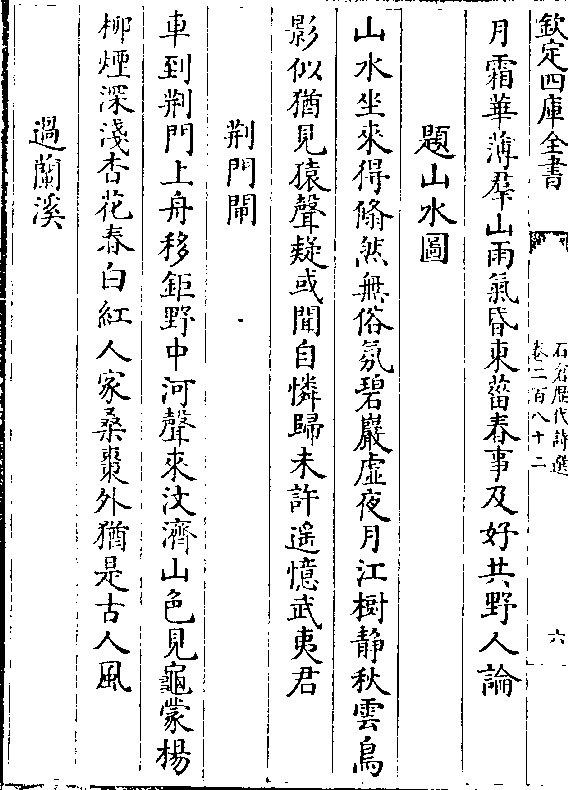 欽定四庫全書
石倉歷代詩選
卷二百八十二
六
月霜華薄羣山雨氣昏東菑春事及好共野人論
題山水圖
山水坐來得翛然無俗氛碧巖虛夜月江樹静秋雲鳥
影似猶見猿聲疑或聞自憐歸未許遥憶武夷君
荆門閘
車到荆門上舟移鉅野中河聲來汶濟山色見龜蒙楊
柳煙深淺杏花春白紅人家桑棗外猶是古人風
過蘭溪